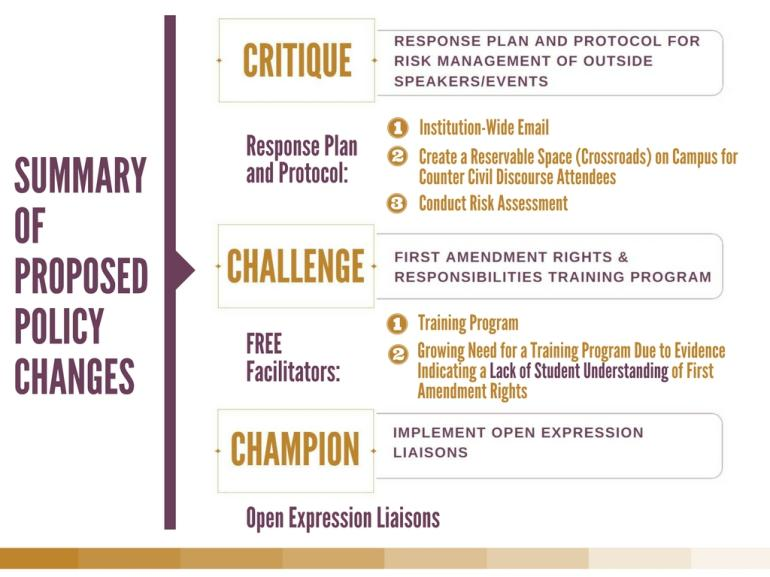 SUMMARY
OF
PROPOSED
POLICY
CHANGES
CRITIQUE
RESPONSE PLAN AND PROTOCOL FOR
RISK MANAGEMENT OF OUTSIDE
SPEAKERS/EVENTS
Response Plan
and Protocol:
1 Institution-Wide Email
2 Create a Reservable Space (Crossroads) on Campus for
Counter Civil Discourse Attendees
3 Conduct Risk Assessment
CHALLENGE
FIRST AMENDMENT RIGHTS &
RESPONSIBILITIES TRAINING PROGRAM
FREE
Facilitators:
1 Training Program
2 Growing Need for a Training Program Due to Evidence
Indicating a Lack of Student Understanding of First
Amendment Rights
CHAMPION
IMPLEMENT OPEN EXPRESSION
LIAISONS
Open Expression Liaisons